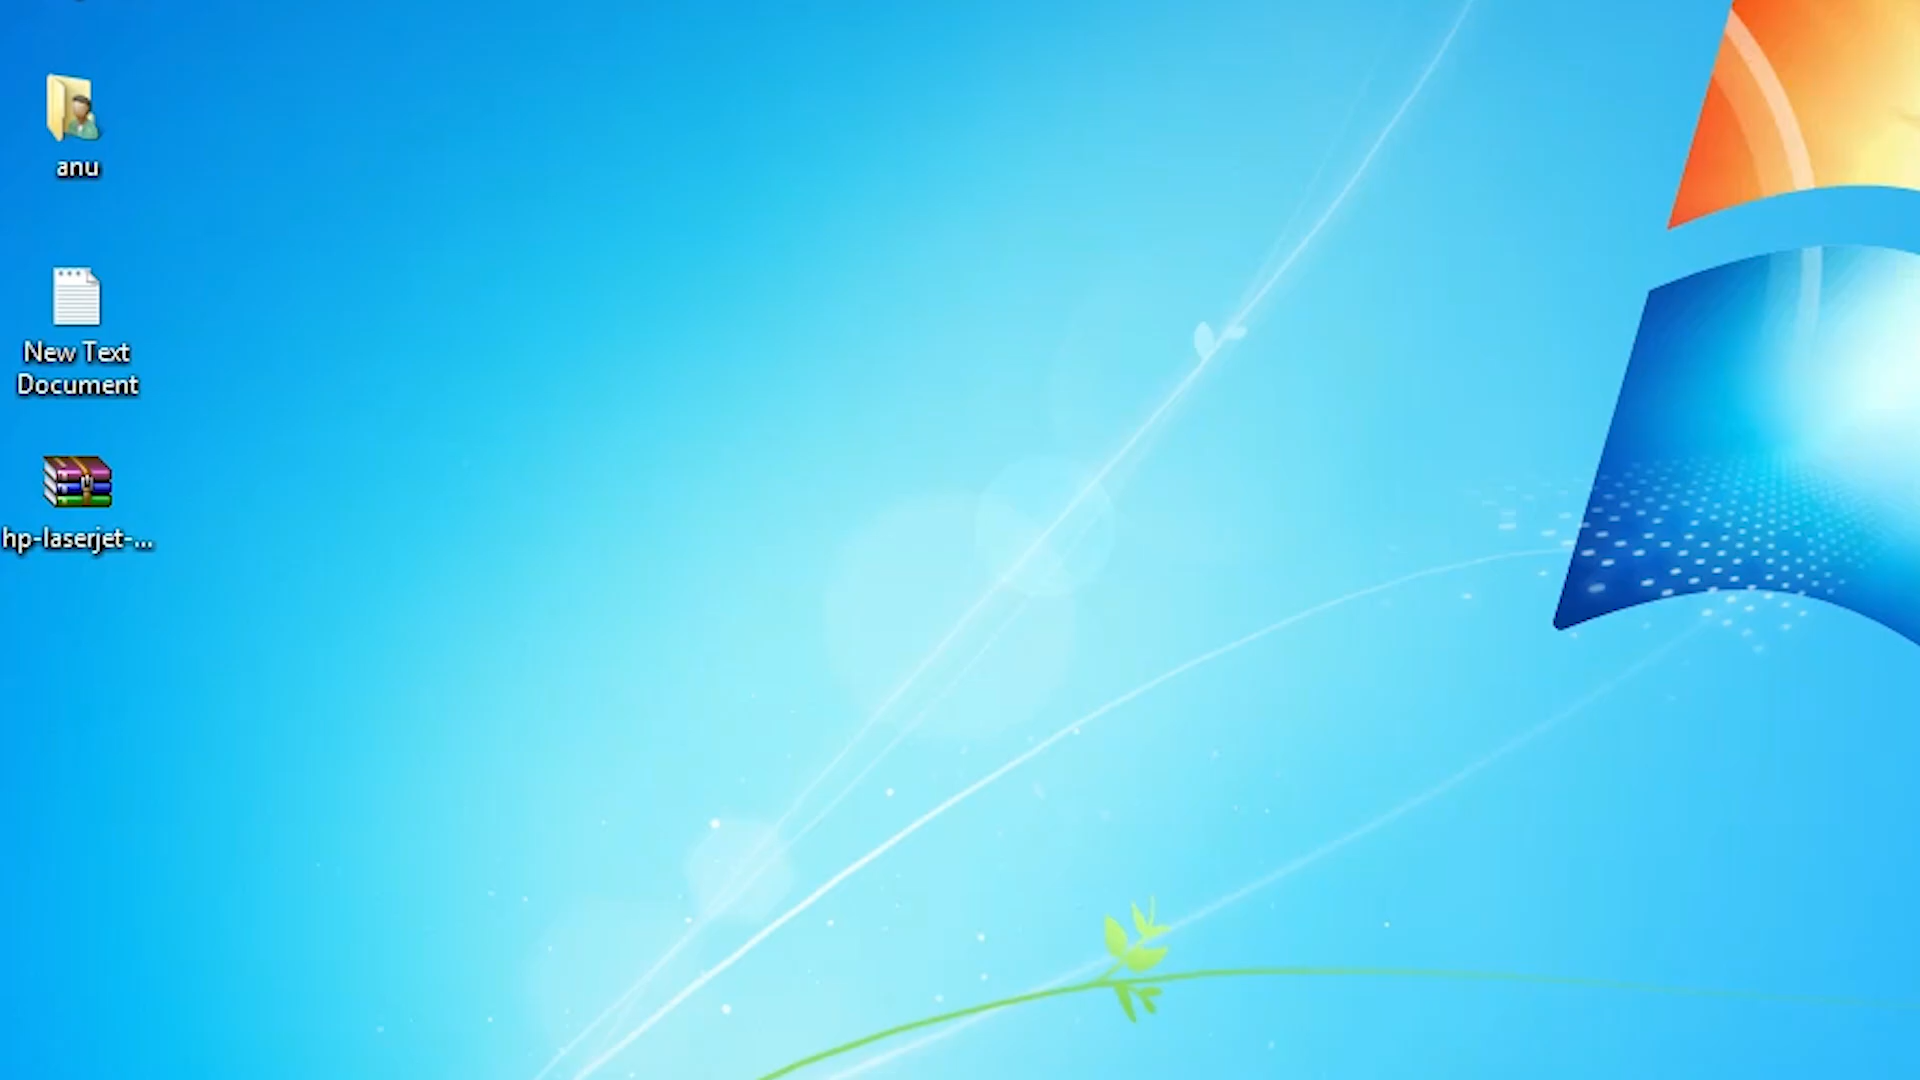 anu
New Text
Document
hp-laserjet-...